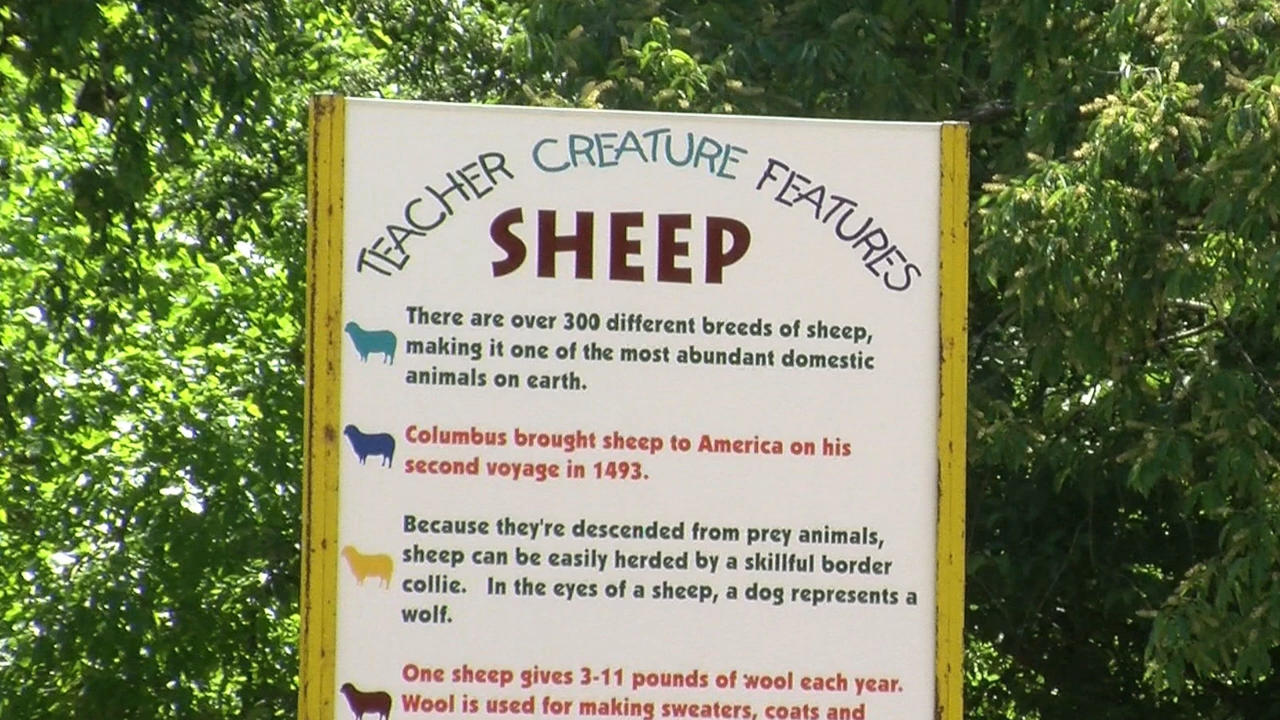 TEACHER CREATURE FEATURES
SHEEP
There are over 300 different breeds of sheep,
making it one of the most abundant domestic
animals on earth.
Columbus brought sheep to America on his
second voyage in 1493.
Because they're descended from prey animals,
sheep can be easily herded by a skillful border
collie. In the eyes of a sheep, a dog represents a
wolf.
One sheep gives 3-11 pounds of wool each year.
Wool is used for making sweaters, coats and